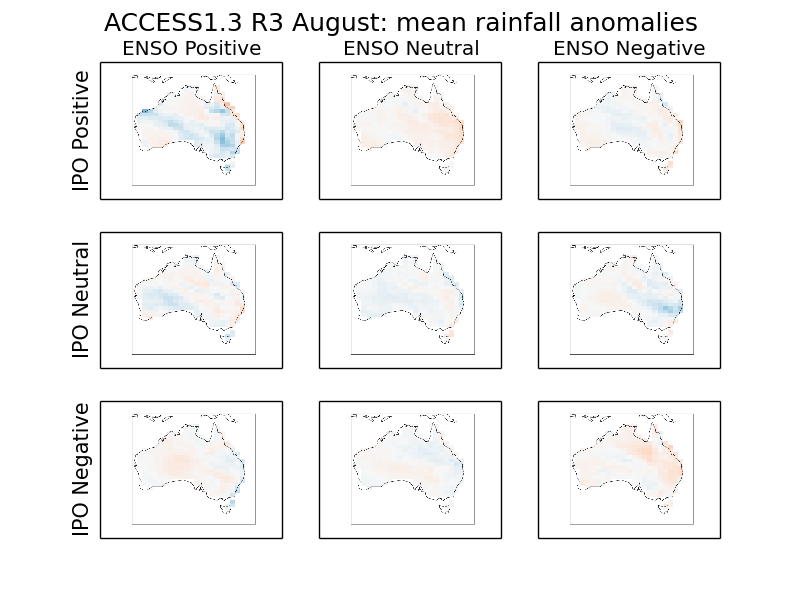 ACCESS1.3 R3 August: mean rainfall anomalies
ENSO Positive
ENSO Neutral
ENSO Negative
IPO Positive
IPO Neutral
IPO Negative